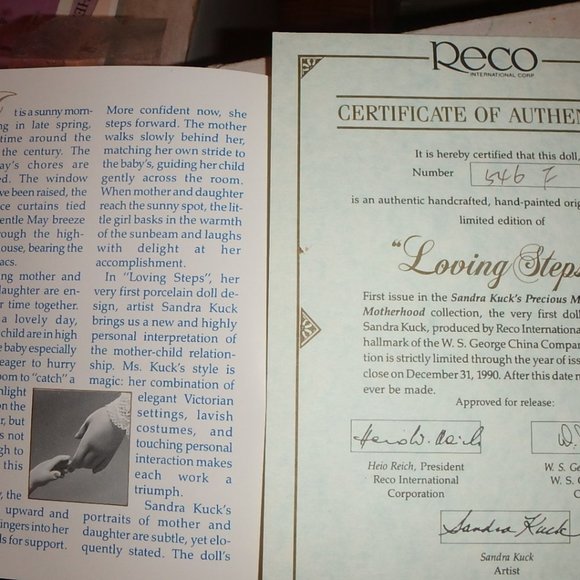 t is a sunny morn-
ng in late spring,
time around the
the century. The
ay's chores are
ed. The window
ve been raised, the
ce curtains tied
entle May breeze
rough the high-
house, bearing the
acs.
ng mother and
daughter are en-
r time together.
a lovely day,
child are in high
e baby especially
eager to hurry
oom to "catch" a
nlight
on the
r, but
s not
gh to
this
y, the
upward and
ingers into her
ds for support.
More confident now, she
steps forward. The mother
walks slowly behind her,
matching her own stride to
the baby's, guiding her child
gently across the room.
When mother and daughter
reach the sunny spot, the lit-
tle girl basks in the warmth
of the sunbeam and laughs
with delight at her
accomplishment.
In "Loving Steps", her
very first porcelain doll de-
sign, artist Sandra Kuck
brings us a new and highly
personal interpretation of
the mother-child relation-
ship. Ms. Kuck's style is
magic: her combination of
elegant Victorian
settings, lavish
costumes, and
touching personal
interaction makes
each work a
triumph.
Sandra Kuck's
portraits of mother and
daughter are subtle, yet elo-
quently stated. The doll's
Reco
INTERNATIONAL CORP
CERTIFICATE OF AUTHEN
It is hereby certified that this doll,
Number 546 F
is an authentic handcrafted, hand-painted orig
limited edition of
"Loving Steps
First issue in the Sandra Kuck's Precious M
Motherhood collection, the very first doll
Sandra Kuck, produced by Reco International
hallmark of the W. S. George China Compan
tion is strictly limited through the year of iss
close on December 31, 1990. After this date n
ever be made.
Approved for release:
Heio W. Reich
Heio Reich, President
Reco International
Corporation
W. S. Ge
W. S.
C
Sandra Kuck
Sandra Kuck
Artist